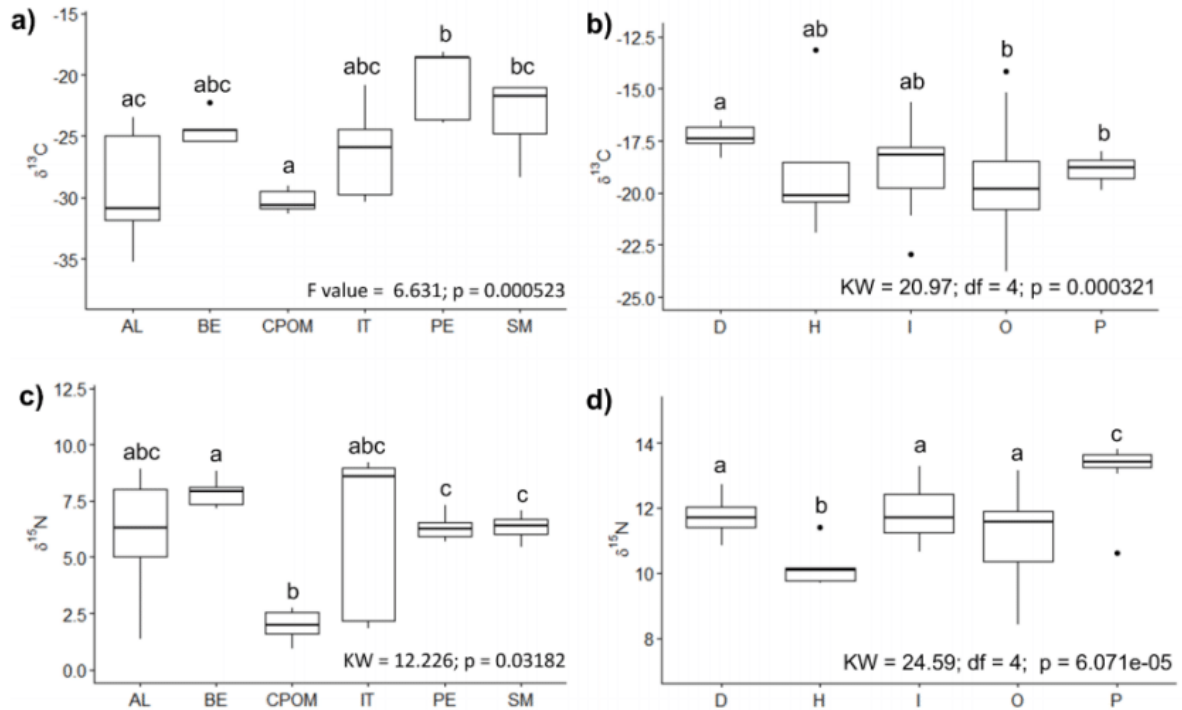 a)
-15
-20
-25
-30
-35
δ13C
ac
abc
a
abc
b
bc
F value = 6.631; p = 0.000523
AL BE CPOM IT PE SM
b)
-12.5
-15.0
-17.5
-20.0
-22.5
-25.0
δ13C
a
ab
ab
b
b
KW = 20.97; df = 4; p = 0.000321
D H I O P
c)
12.5
10.0
7.5
5.0
2.5
0.0
δ15N
abc
a
b
abc
c
c
KW = 12.226; p = 0.03182
AL BE CPOM IT PE SM
d)
14
12
10
8
δ15N
a
b
a
a
c
KW = 24.59; df = 4; p = 6.071e-05
D H I O P